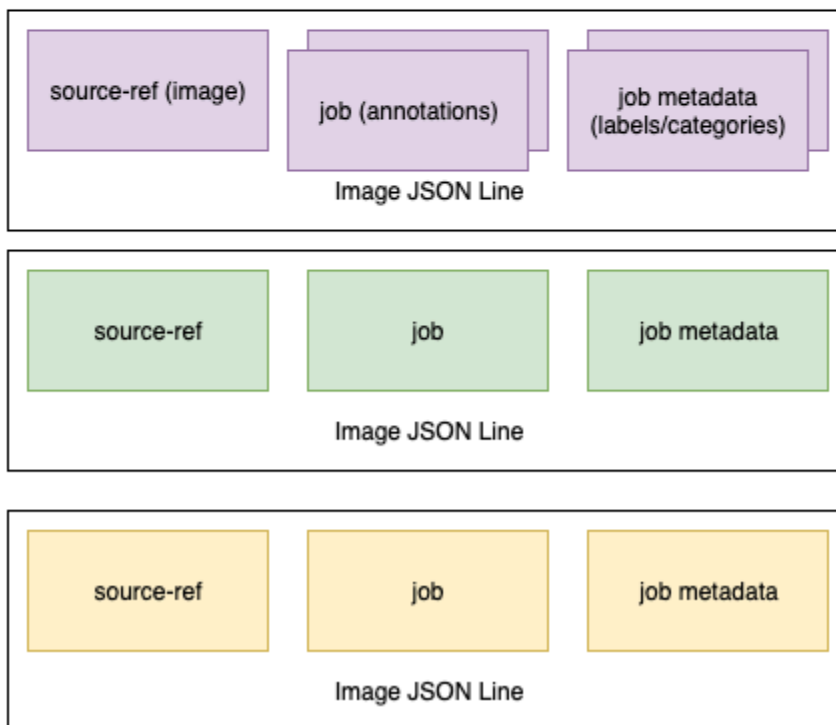 source-ref (image)
job (annotations)
job metadata
(labels/categories)
Image JSON Line
source-ref
job
job metadata
Image JSON Line
source-ref
job
job metadata
Image JSON Line